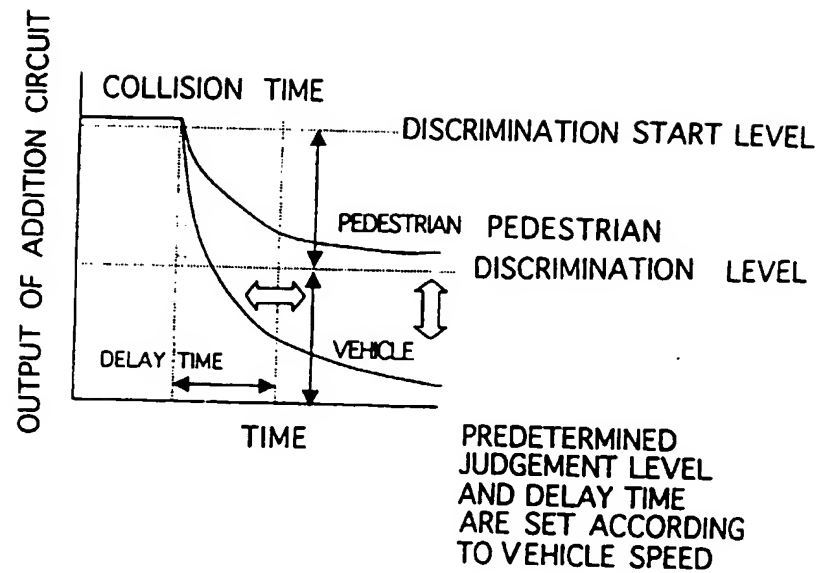 OUTPUT OF ADDITION CIRCUIT
COLLISION TIME
DISCRIMINATION START LEVEL
PEDESTRIAN PEDESTRIAN
DISCRIMINATION LEVEL
DELAY TIME
VEHICLE
TIME
PREDETERMINED
JUDGEMENT LEVEL
AND DELAY TIME
ARE SET ACCORDING
TO VEHICLE SPEED